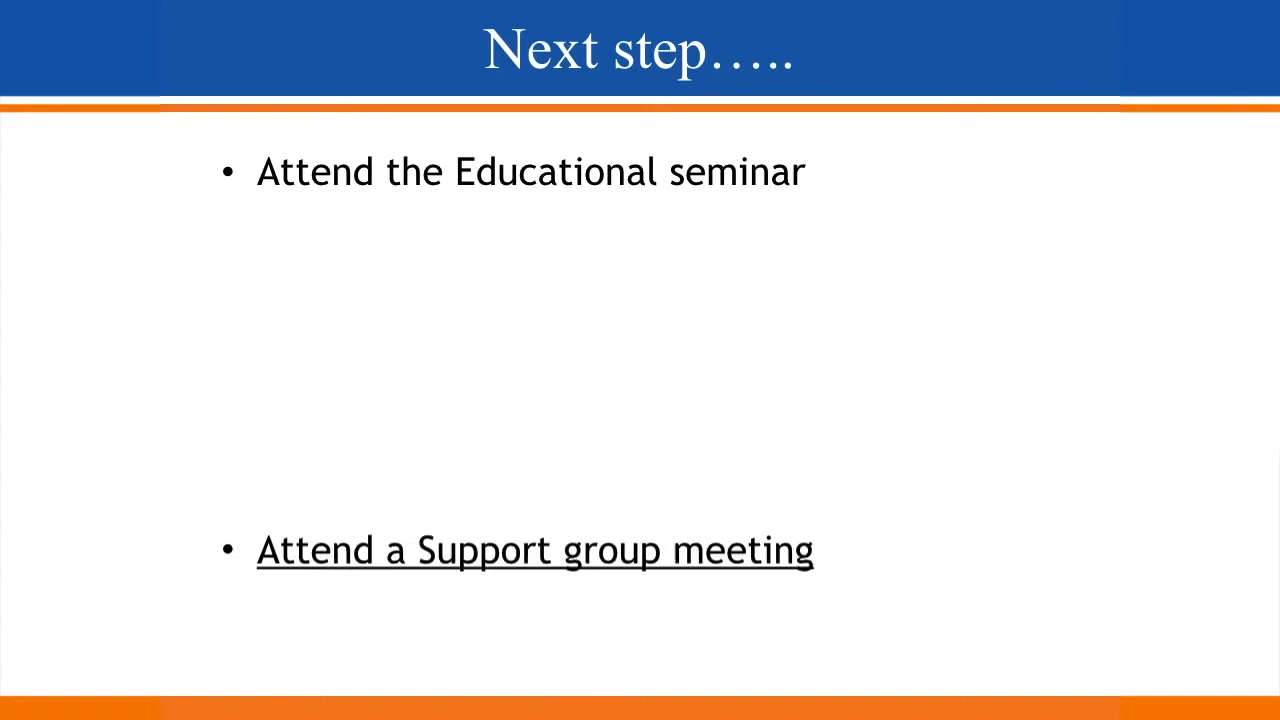 Next step.....
• Attend the Educational seminar
• Attend a Support group meeting